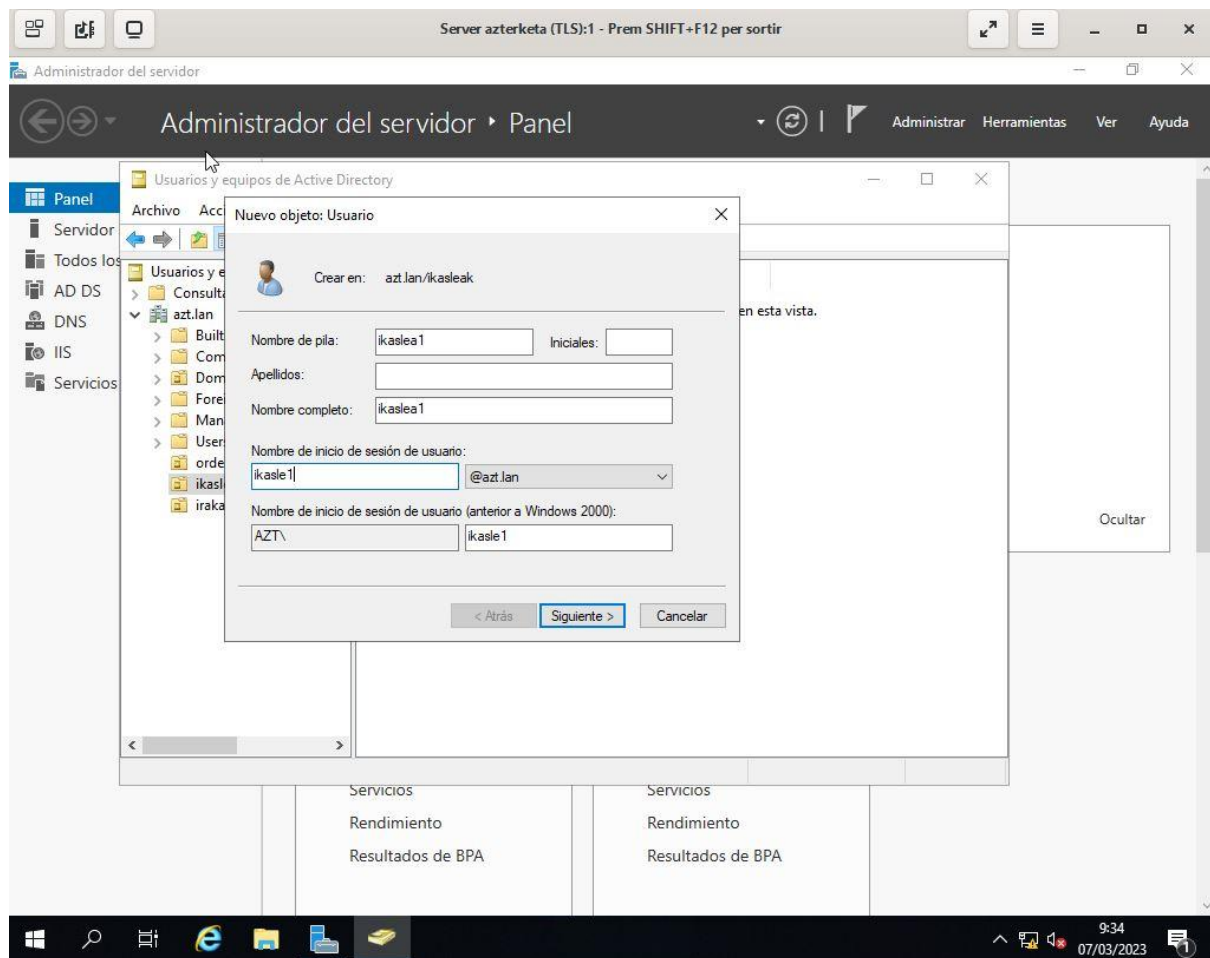 Server azterketa (TLS):1 - Prem SHIFT+F12 per sortir
Administrador del servidor
Administrador del servidor ‣ Panel
Administrar Herramientas Ver Ayuda
Panel
Servidor
Todos los
AD DS
DNS
IIS
Servicios
Usuarios y equipos de Active Directory
Archivo Acci
Usuarios y e
Consulta
azt.lan
Built
Com
Dom
Forei
Man
User
orde
ikasl
iraka
en esta vista.
Nuevo objeto: Usuario
Crear en: azt.lan/ikasleak
Nombre de pila: ikaslea1 Iniciales:
Apellidos:
Nombre completo: ikaslea1
Nombre de inicio de sesión de usuario:
ikasle1 @azt.lan
Nombre de inicio de sesión de usuario (anterior a Windows 2000):
AZT\ ikasle1
< Atrás Siguiente > Cancelar
Ocultar
Servicios Servicios
Rendimiento Rendimiento
Resultados de BPA Resultados de BPA
9:34
07/03/2023
1